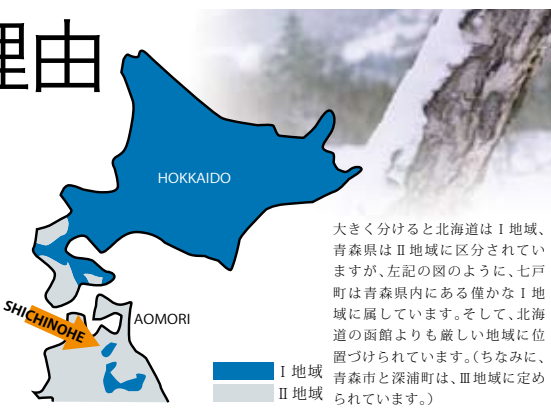 理由
HOKKAIDO
SHICHINOHE
AOMORI
Ⅰ地域
Ⅱ地域
大きく分けると北海道はⅠ地域、
青森県はⅡ地域に区分されてい
ますが、左記の図のように、七戸
町は青森県内にある僅かなⅠ地
域に属しています。そして、北海
道の函館よりも厳しい地域に位
置づけられています。(ちなみに、
青森市と深浦町は、Ⅲ地域に定め
られています。)